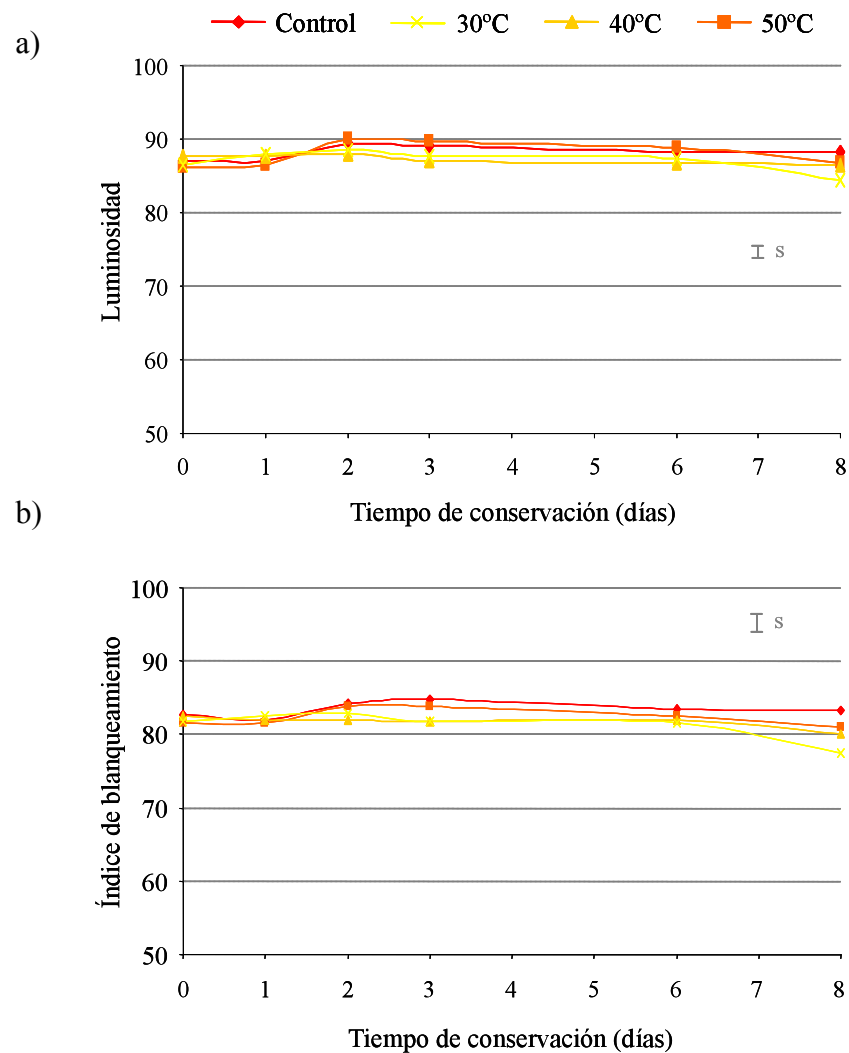 Control 30ºC 40ºC 50ºC
a)
100
90
80
70
60
50
Luminosidad
s
0 1 2 3 4 5 6 7 8
Tiempo de conservación (días)
b)
100
90
80
70
60
50
Índice de blanqueamiento
s
0 1 2 3 4 5 6 7 8
Tiempo de conservación (días)